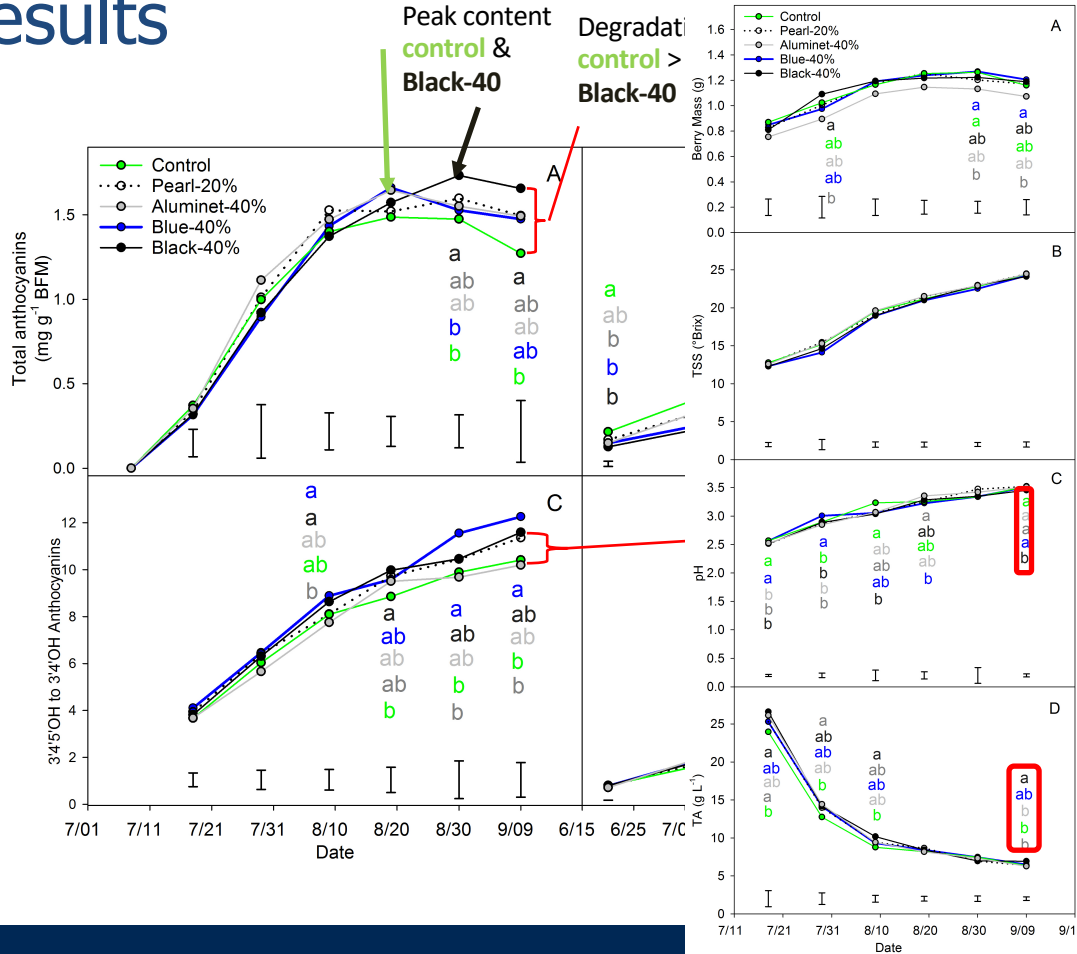 esults
Peak content
control &
Black-40
Degradati
control >
Black-40
Control
Pearl-20%
Aluminet-40%
Blue-40%
Black-40%
A
Total anthocyanins
(mg g⁻¹ BFM)
1.5
1.0
0.5
0.0
a
ab
ab
b
b
a
ab
ab
ab
b
a
ab
b
b
b
C
3'4'5'OH to 3'4'OH Anthocyanins
12
10
8
6
4
2
0
a
a
ab
ab
b
a
ab
ab
ab
b
a
ab
ab
b
b
a
ab
ab
b
b
7/01 7/11 7/21 7/31 8/10 8/20 8/30 9/09 6/15 6/25 7/0
Date
Control
Pearl-20%
Aluminet-40%
Blue-40%
Black-40%
A
Berry Mass (g)
1.6
1.4
1.2
1.0
0.8
0.6
0.4
0.2
0.0
a
ab
ab
ab
b
a
a
ab
ab
b
a
ab
ab
ab
b
B
TSS (°Brix)
25
20
15
10
5
0
C
pH
3.5
3.0
2.5
2.0
1.5
1.0
0.5
0.0
a
a
b
b
b
a
b
b
b
b
a
ab
ab
ab
b
a
ab
ab
ab
b
a
a
a
a
b
D
TA (g L⁻¹)
25
20
15
10
5
0
a
ab
ab
a
b
a
ab
ab
ab
b
a
ab
ab
ab
b
a
ab
b
b
b
7/11 7/21 7/31 8/10 8/20 8/30 9/09 9/1
Date